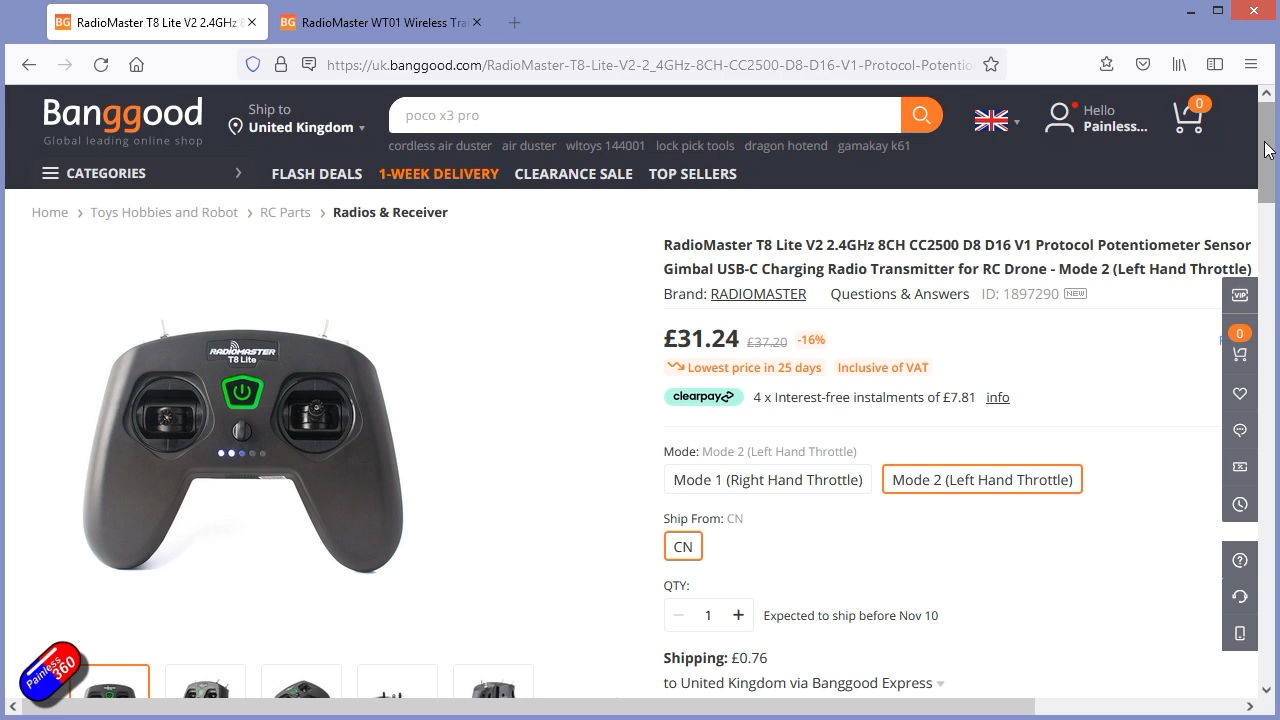 RadioMaster T8 Lite V2 2.4GHz 8
RadioMaster WT01 Wireless Tra
https://uk.banggood.com/RadioMaster-T8-Lite-V2-2_4GHz-8CH-CC2500-D8-D16-V1-Protocol-Potentio
Banggood
Global leading online shop
Ship to
United Kingdom
poco x3 pro
cordless air duster air duster wltoys 144001 lock pick tools dragon hotend gamakay k61
Hello
Painless...
0
CATEGORIES
FLASH DEALS 1-WEEK DELIVERY CLEARANCE SALE TOP SELLERS
Home > Toys Hobbies and Robot > RC Parts > Radios & Receiver
RadioMaster T8 Lite V2 2.4GHz 8CH CC2500 D8 D16 V1 Protocol Potentiometer Sensor
Gimbal USB-C Charging Radio Transmitter for RC Drone - Mode 2 (Left Hand Throttle)
Brand: RADIOMASTER Questions & Answers ID: 1897290 NEW
VIP
£31.24 £37.20 -16%
0
Lowest price in 25 days Inclusive of VAT
clearpay 4 x Interest-free instalments of £7.81 info
RADIOMASTER
T8 Lite
Mode: Mode 2 (Left Hand Throttle)
Mode 1 (Right Hand Throttle) Mode 2 (Left Hand Throttle)
Ship From: CN
CN
QTY:
1 Expected to ship before Nov 10
Shipping: £0.76
to United Kingdom via Banggood Express
Painless
360